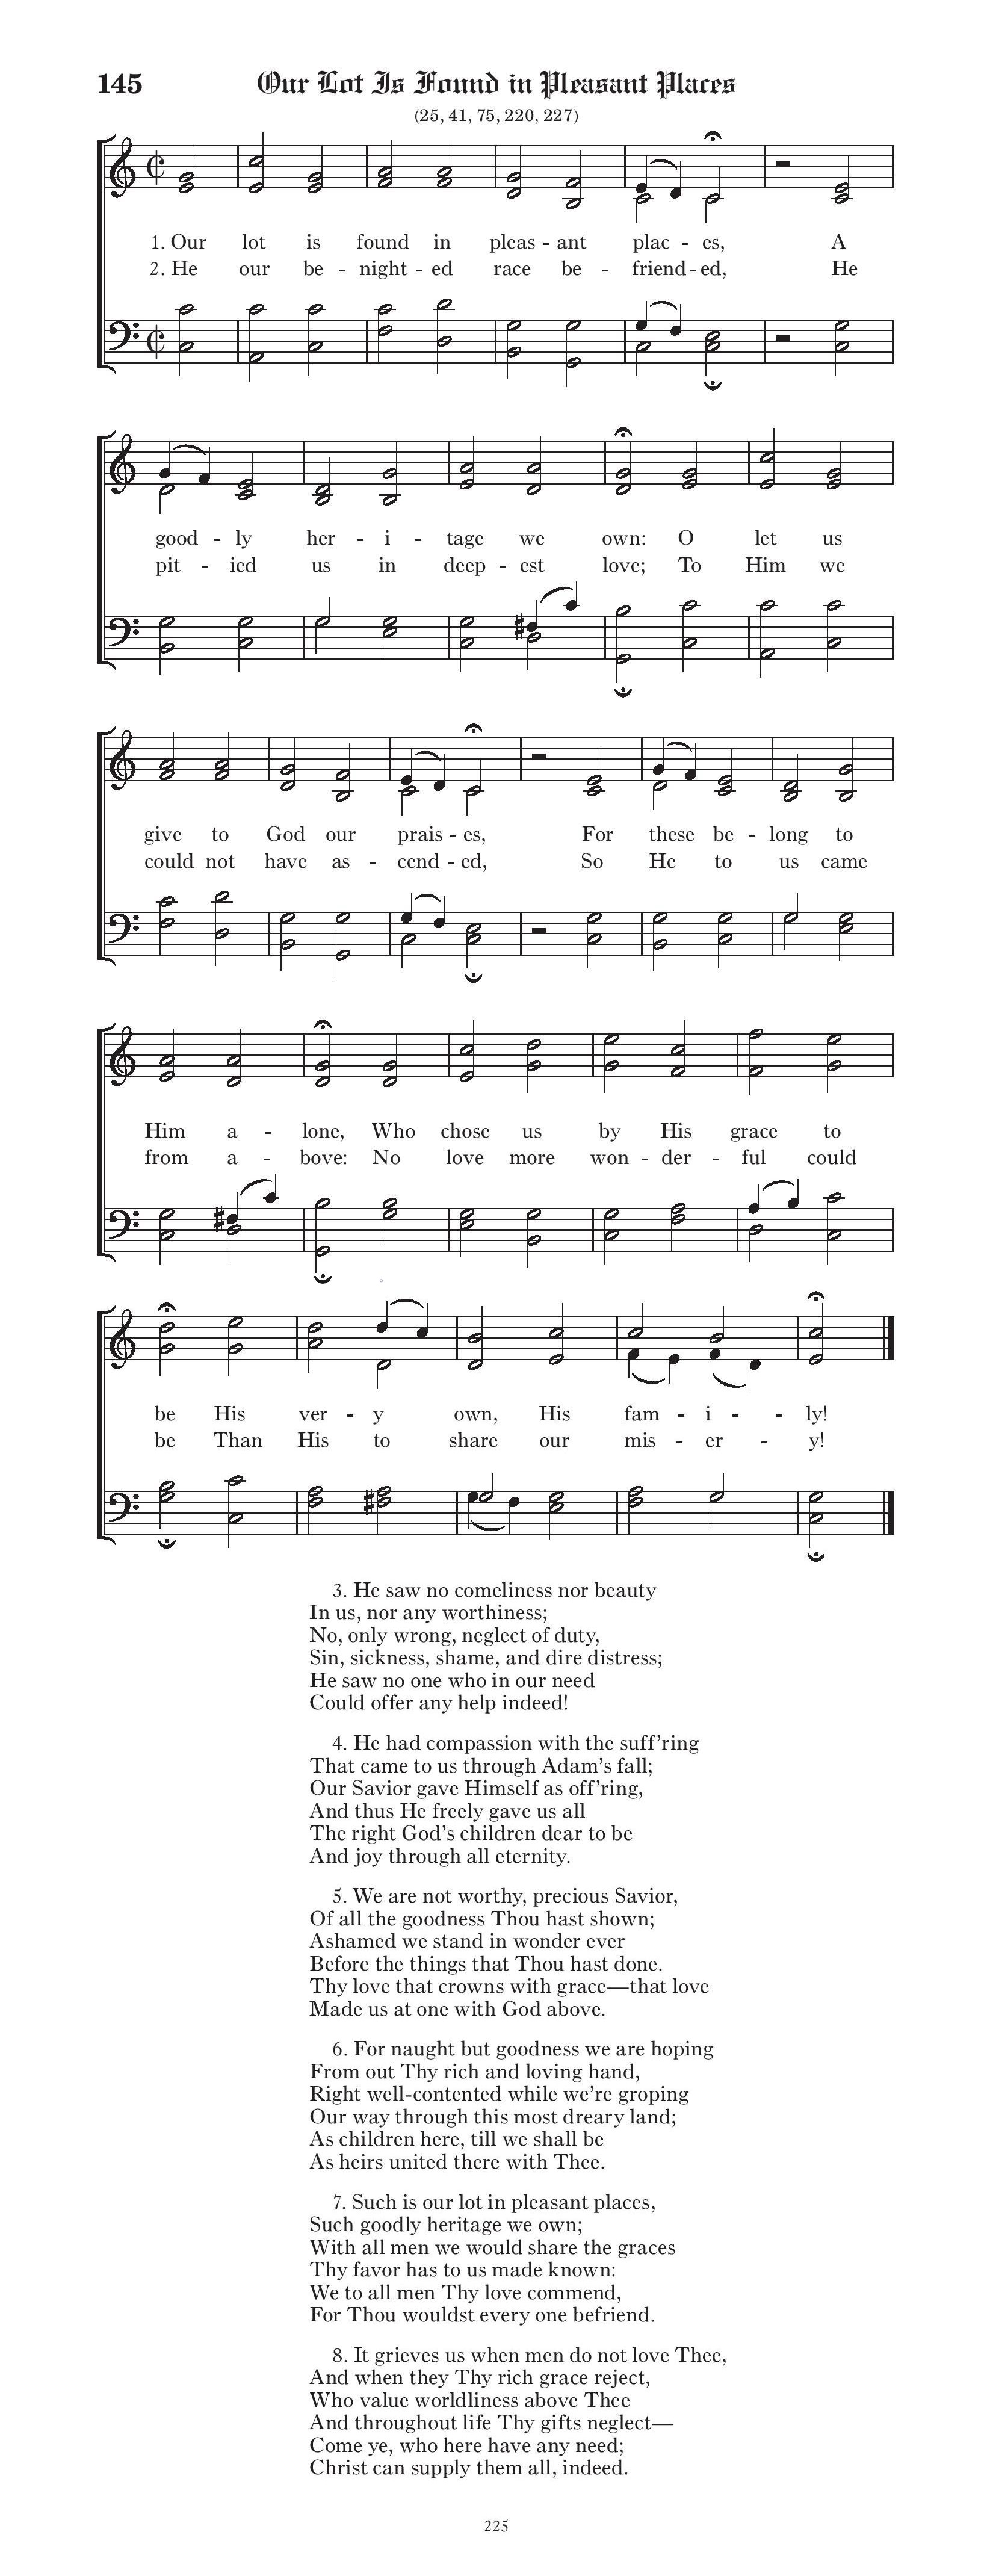 145
Our Lot Is Found in Pleasant Places
(25, 41, 75, 220, 227)
1. Our lot is found in pleas - ant plac - es, A
2. He our be - night - ed race be - friend - ed, He
good - ly her - i - tage we own: O let us
pit - ied us in deep - est love; To Him we
give to God our prais - es, For these be - long to
could not have as - cend - ed, So He to us came
Him a - lone, Who chose us by His grace to
from a - bove: No love more won - der - ful could
be His ver - y own, His fam - i - ly!
be Than His to share our mis - er - y!
3. He saw no comeliness nor beauty
In us, nor any worthiness;
No, only wrong, neglect of duty,
Sin, sickness, shame, and dire distress;
He saw no one who in our need
Could offer any help indeed!
4. He had compassion with the suff’ring
That came to us through Adam’s fall;
Our Savior gave Himself as off’ring,
And thus He freely gave us all
The right God’s children dear to be
And joy through all eternity.
5. We are not worthy, precious Savior,
Of all the goodness Thou hast shown;
Ashamed we stand in wonder ever
Before the things that Thou hast done.
Thy love that crowns with grace—that love
Made us at one with God above.
6. For naught but goodness we are hoping
From out Thy rich and loving hand,
Right well-contented while we’re groping
Our way through this most dreary land;
As children here, till we shall be
As heirs united there with Thee.
7. Such is our lot in pleasant places,
Such goodly heritage we own;
With all men we would share the graces
Thy favor has to us made known:
We to all men Thy love commend,
For Thou wouldst every one befriend.
8. It grieves us when men do not love Thee,
And when they Thy rich grace reject,
Who value worldliness above Thee
And throughout life Thy gifts neglect—
Come ye, who here have any need;
Christ can supply them all, indeed.
225